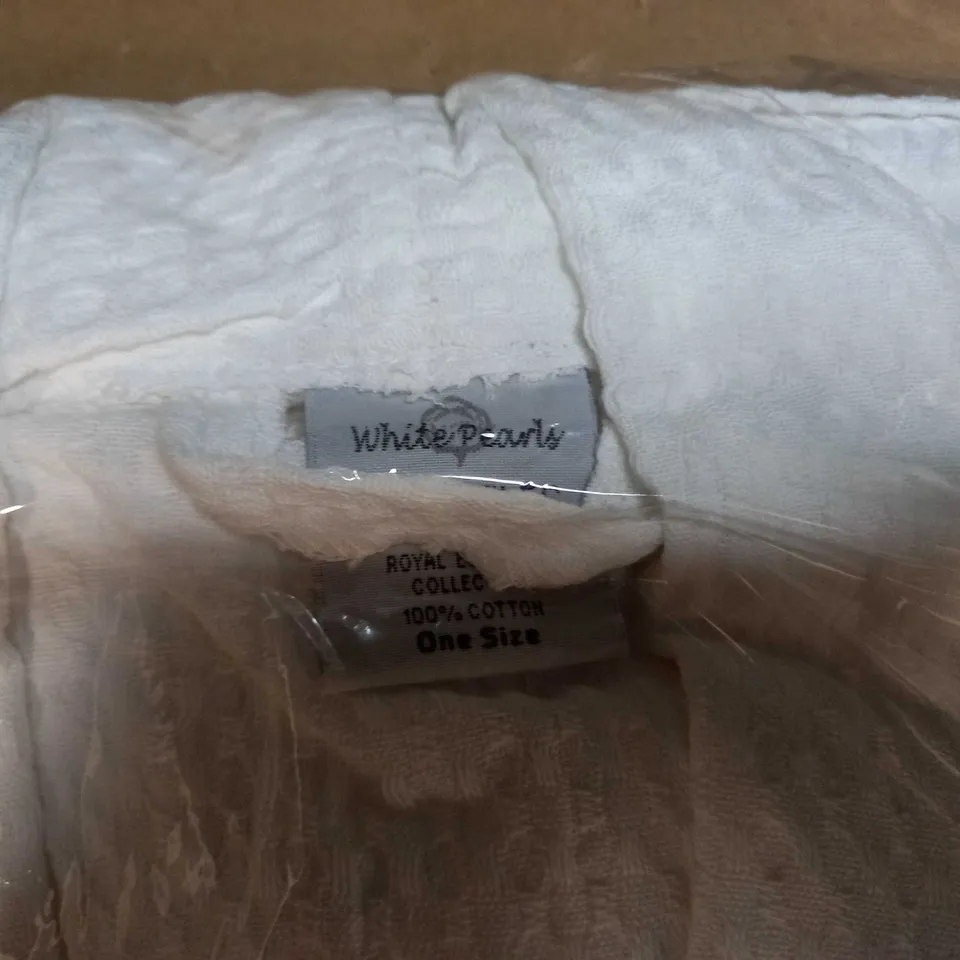 White Pearls
ROYAL
COLLEC
100% COTTON
One Size